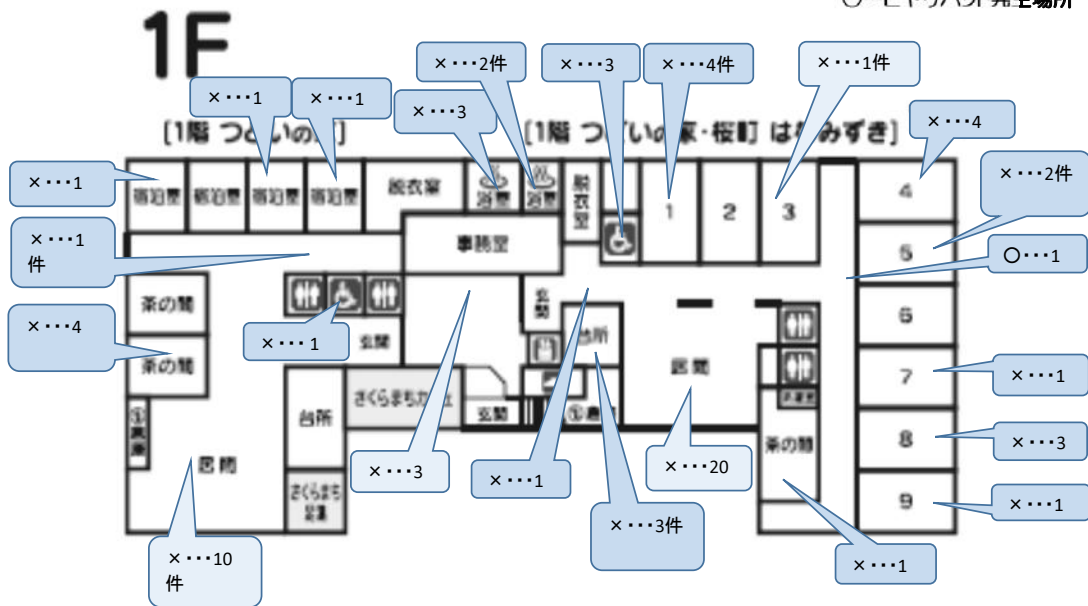 1F
×･･･2件
×･･･3
×･･･4件
×･･･1件
×･･･1
×･･･1
×･･･3
×･･･4
[1階 つどいの家]
[1階 つどいの家・桜町 はなみずき]
×･･･1
×･･･2件
宿泊室
宿泊室
宿泊室
宿泊室
脱衣室
浴室
浴室
脱衣室
1
2
3
4
×･･･1
件
事務室
5
〇･･･1
茶の間
玄関
6
×･･･4
茶の間
×･･･1
玄関
台所
居間
7
×･･･1
台所
さくらまちカフェ
玄関
茶の間
8
×･･･3
居間
×･･･3
×･･･1
×･･･20
さくらまち
9
×･･･1
×･･･3件
×･･･10
件
×･･･1